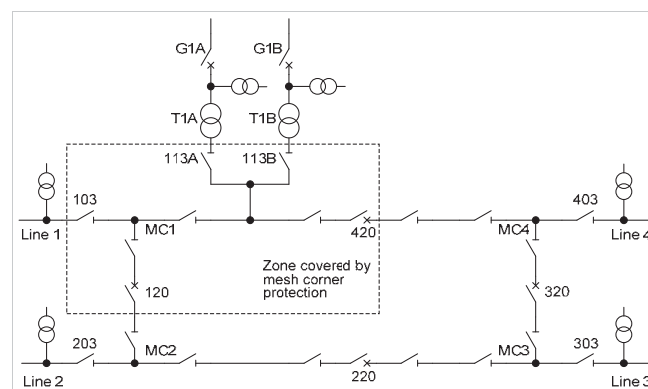 G1A
G1B
T1A
T1B
113A
113B
103
403
Line 1
MC1
420
MC4
Line 4
Zone covered by
mesh corner
protection
120
320
203
MC2
MC3
303
Line 2
220
Line 3